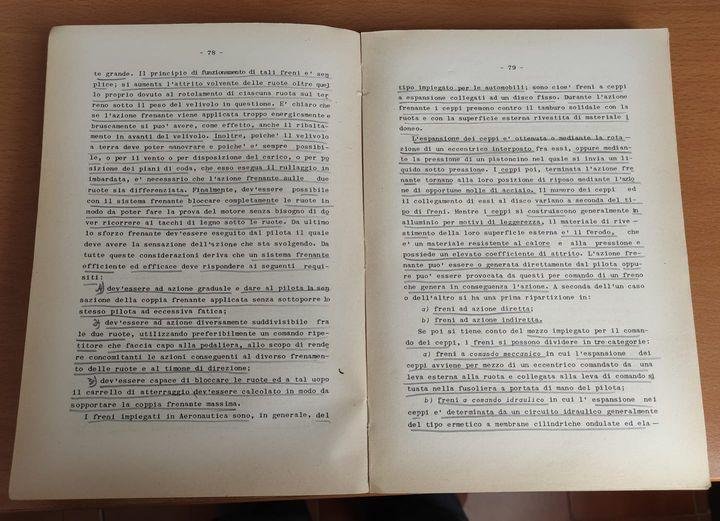 - 78 -
te grande. Il principio di funzionamento di tali freni e' sem
plice; si aumenta l'attrito volvente delle ruote oltre quel
lo proprio dovuto al rotolamento di ciascuna ruota sul ter
reno sotto il peso del velivolo in questione. E' chiaro che
se l'azione frenante viene applicata troppo energicamente e
bruscamente si puo' avere, come effetto, anche il ribalta-
mento in avanti del velivolo. Inoltre, poiche' il velivolo
a terra deve poter manovrare e poiche' e' sempre possibi-
le, o per il vento o per disposizione del carico, o per po
sizione dei piani di coda, che esso esegua il rullaggio in
imbardata, e' necessario che l'azione frenante sulle due
ruote sia differenziata. Finalmente, dev'essere possibile
con il sistema frenante bloccare completamente le ruote in
modo da poter fare la prova del motore senza bisogno di do
ver ricorrere ai tacchi di legno sotto le ruote. Da ultimo
lo sforzo frenante dev'essere eseguito dal pilota il quale
deve avere la sensazione dell'azione che sta svolgendo. Da
tutte queste considerazioni deriva che un sistema frenante
efficiente ed efficace deve rispondere ai seguenti requi-
siti:
dev'essere ad azione graduale e dare al pilota la sen
sazione della coppia frenante applicata senza sottoporre lo
stesso pilota ad eccessiva fatica;
dev'essere ad azione diversamente suddivisibile fra
le due ruote, utilizzando preferibilmente un comando ripe-
titore che faccia capo alla pedaliera, allo scopo di rende
re concomitanti le azioni conseguenti al diverso frenamento
delle ruote e al timone di direzione;
dev'essere capace di bloccare le ruote ed a tal uopo
il carrello di atterraggio dev'essere calcolato in modo da
sopportare la coppia frenante massima.
I freni impiegati in Aeronautica sono, in generale, del
- 79 -
tipo impiegato per le automobili; sono cioe' freni a ceppi
a espansione collegati ad un disco fisso. Durante l'azione
frenante i ceppi premono contro il tamburo solidale con la
ruota e con la superficie esterna rivestita di materiale i
doneo.
L'espansione dei ceppi e' ottenuta o mediante la rota
zione di un eccentrico interposto fra essi, oppure median-
te la pressione di un pistoncino nel quale si invia un li-
quido sotto pressione. I ceppi poi, terminata l'azione fre
nante tornano alla loro posizione di riposo mediante l'azio
ne di opportune molle di acciaio. Il numero dei ceppi ed
il collegamento di essi al disco variano a seconda del ti-
po di freni. Mentre i ceppi si costruiscono generalmente in
alluminio per motivi di leggerezza, il materiale di rive-
stimento della loro superficie esterna e' il ferodo, che
e' un materiale resistente al calore e alla pressione e
possiede un elevato coefficiente di attrito. L'azione fre-
nante puo' essere o generata direttamente dal pilota oppu-
re puo' essere provocata da questi per comando di un freno
che genera in conseguenza l'azione. A seconda dell'un caso
o dell'altro si ha una prima ripartizione in:
a) freni ad azione diretta;
b) freni ad azione indiretta.
Se poi si tiene conto del mezzo impiegato per il coman-
do dei ceppi, i freni si possono dividere in tre categorie:
a) freni a comando meccanico in cui l'espansione dei
ceppi avviene per mezzo di un eccentrico comandato da una
leva esterna alla ruota e collegata alla leva di comando si
tuata nella fusoliera a portata di mano del pilota;
b) freni a comando idraulico in cui l' espansione nei
ceppi e' determinata da un circuito idraulico generalmente
del tipo ermetico a membrane cilindriche ondulate ed ela-